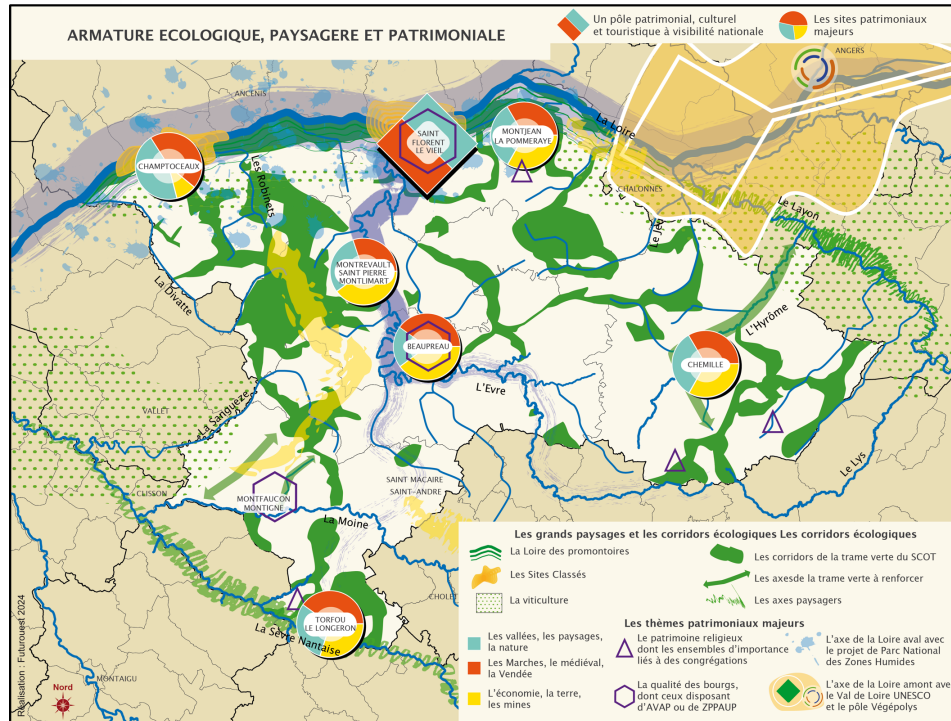 ARMATURE ECOLOGIQUE, PAYSAGERE ET PATRIMONIALE
Un pôle patrimonial, culturel
et touristique à visibilité nationale
Les sites patrimoniaux
majeurs
ANGERS
ANCENIS
La Loire
SAINT
FLORENT
LE VIEIL
MONTJEAN
LA POMMERAYE
CHAMPTOCEAUX
Les Robinets
CHALONNES
Le Layon
Le Jeu
La Divatte
MONTREVAULT
SAINT PIERRE
MONTLIMART
L'Hyrôme
BEAUPREAU
CHEMILLE
L'Evre
VALLET
La Sanguèze
Le Lys
CLISSON
SAINT MACAIRE
SAINT-ANDRE
MONTFAUCON
MONTIGNE
La Moine
CHOLET
TORFOU
LE LONGERON
La Sèvre Nantaise
MONTAIGU
Nord
Réalisation : Futurouest 2024
Les grands paysages et les corridors écologiques Les corridors écologiques
La Loire des promontoires
Les Sites Classés
La viticulture
Les corridors de la trame verte du SCOT
Les axesde la trame verte à renforcer
Les axes paysagers
Les thèmes patrimoniaux majeurs
Les vallées, les paysages,
la nature
Les Marches, le médiéval,
la Vendée
L'économie, la terre,
les mines
Le patrimoine religieux
dont les ensembles d'importance
liés à des congrégations
La qualité des bourgs,
dont ceux disposant
d'AVAP ou de ZPPAUP
L'axe de la Loire aval avec
le projet de Parc National
des Zones Humides
L'axe de la Loire amont ave
le Val de Loire UNESCO
et le pôle Végépolys